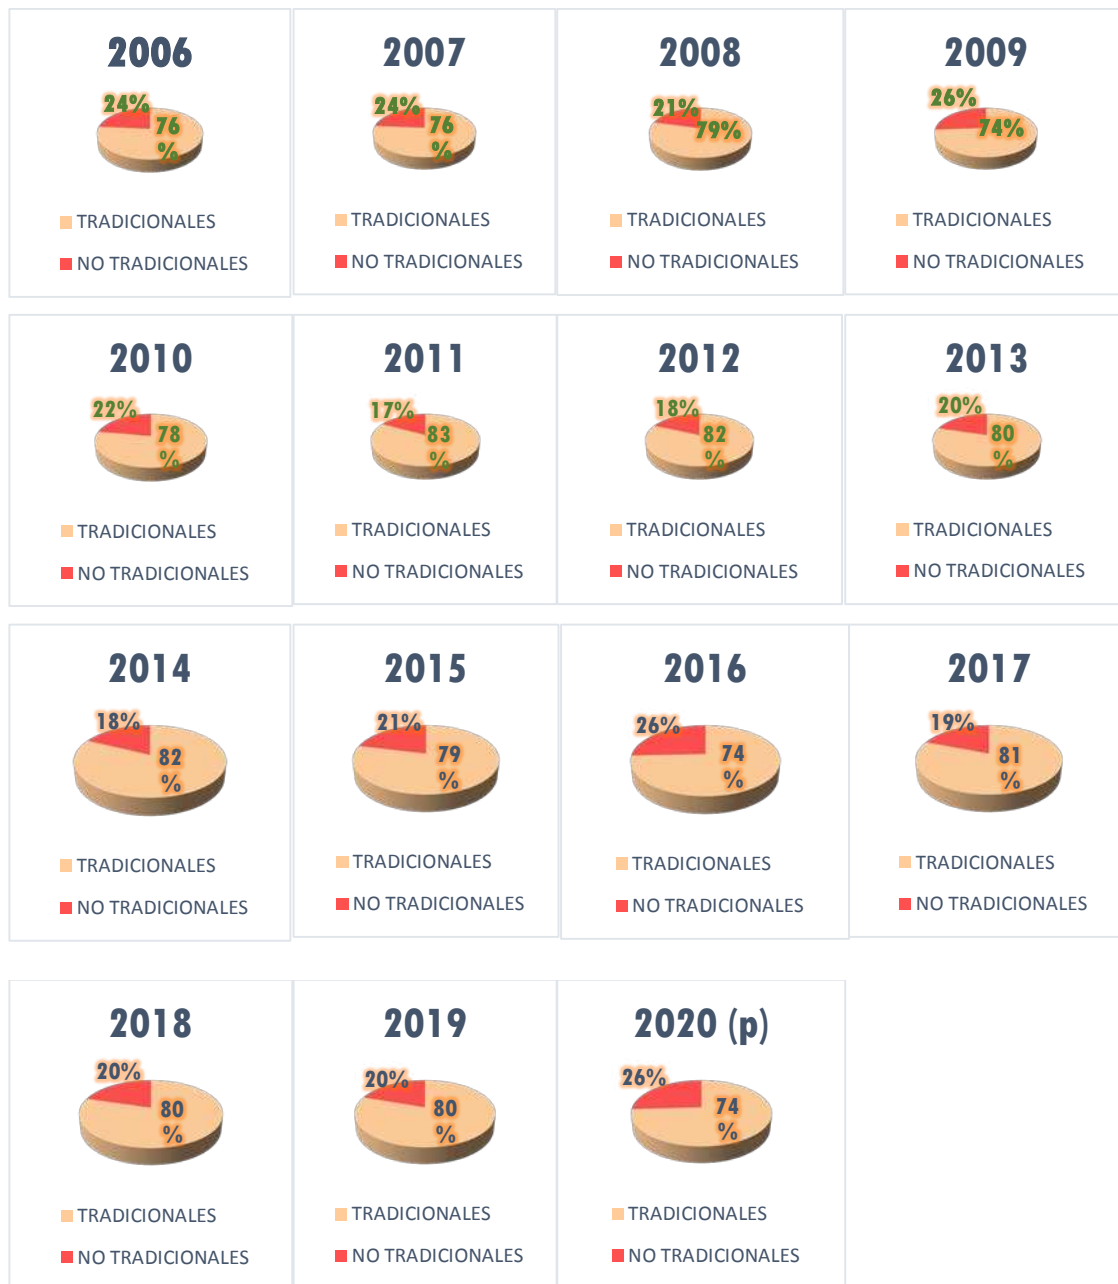 2006
24%
76
%
TRADICIONALES
NO TRADICIONALES
2007
24%
76
%
TRADICIONALES
NO TRADICIONALES
2008
21%
79%
TRADICIONALES
NO TRADICIONALES
2009
26%
74%
TRADICIONALES
NO TRADICIONALES
2010
22%
78
%
TRADICIONALES
NO TRADICIONALES
2011
17%
83
%
TRADICIONALES
NO TRADICIONALES
2012
18%
82
%
TRADICIONALES
NO TRADICIONALES
2013
20%
80
%
TRADICIONALES
NO TRADICIONALES
2014
18%
82
%
TRADICIONALES
NO TRADICIONALES
2015
21%
79
%
TRADICIONALES
NO TRADICIONALES
2016
26%
74
%
TRADICIONALES
NO TRADICIONALES
2017
19%
81
%
TRADICIONALES
NO TRADICIONALES
2018
20%
80
%
TRADICIONALES
NO TRADICIONALES
2019
20%
80
%
TRADICIONALES
NO TRADICIONALES
2020 (p)
26%
74
%
TRADICIONALES
NO TRADICIONALES